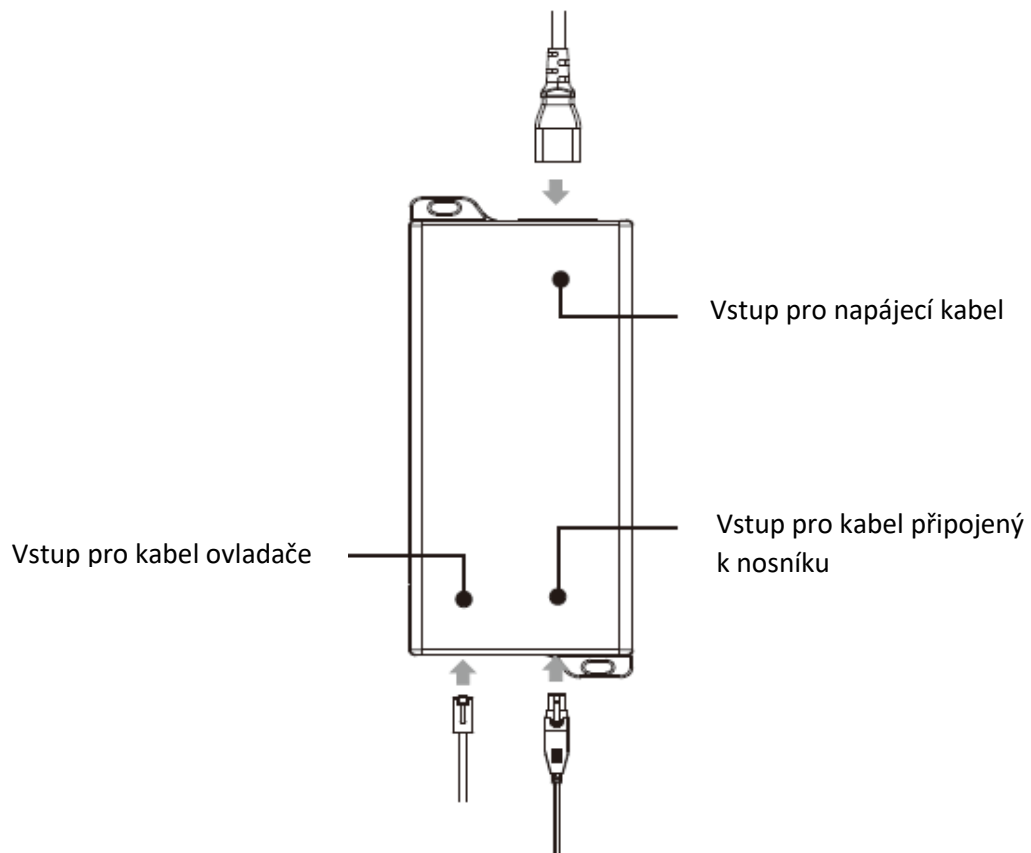 Vstup pro napájecí kabel
Vstup pro kabel připojený
k nosníku
Vstup pro kabel ovladače